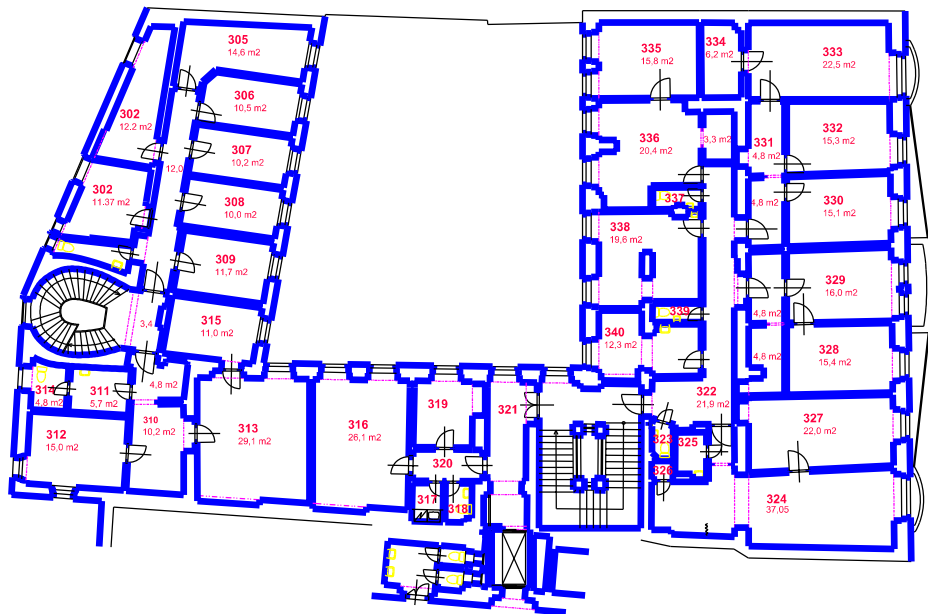 305
14,6 m2
306
10,5 m2
302
12.2 m2
307
10,2 m2
12,0
302
11.37 m2
308
10,0 m2
309
11,7 m2
3,4
315
11,0 m2
314
4,8 m2
311
5,7 m2
4,8 m2
312
15,0 m2
310
10,2 m2
313
29,1 m2
316
26,1 m2
319
320
317
318
321
334
6,2 m2
335
15,8 m2
333
22,5 m2
336
20,4 m2
3,3 m2
331
4,8 m2
332
15,3 m2
337
4,8 m2
330
15,1 m2
338
19,6 m2
329
16,0 m2
339
4,8 m2
340
12,3 m2
4,8 m2
328
15,4 m2
322
21,9 m2
327
22,0 m2
323
325
326
324
37,05